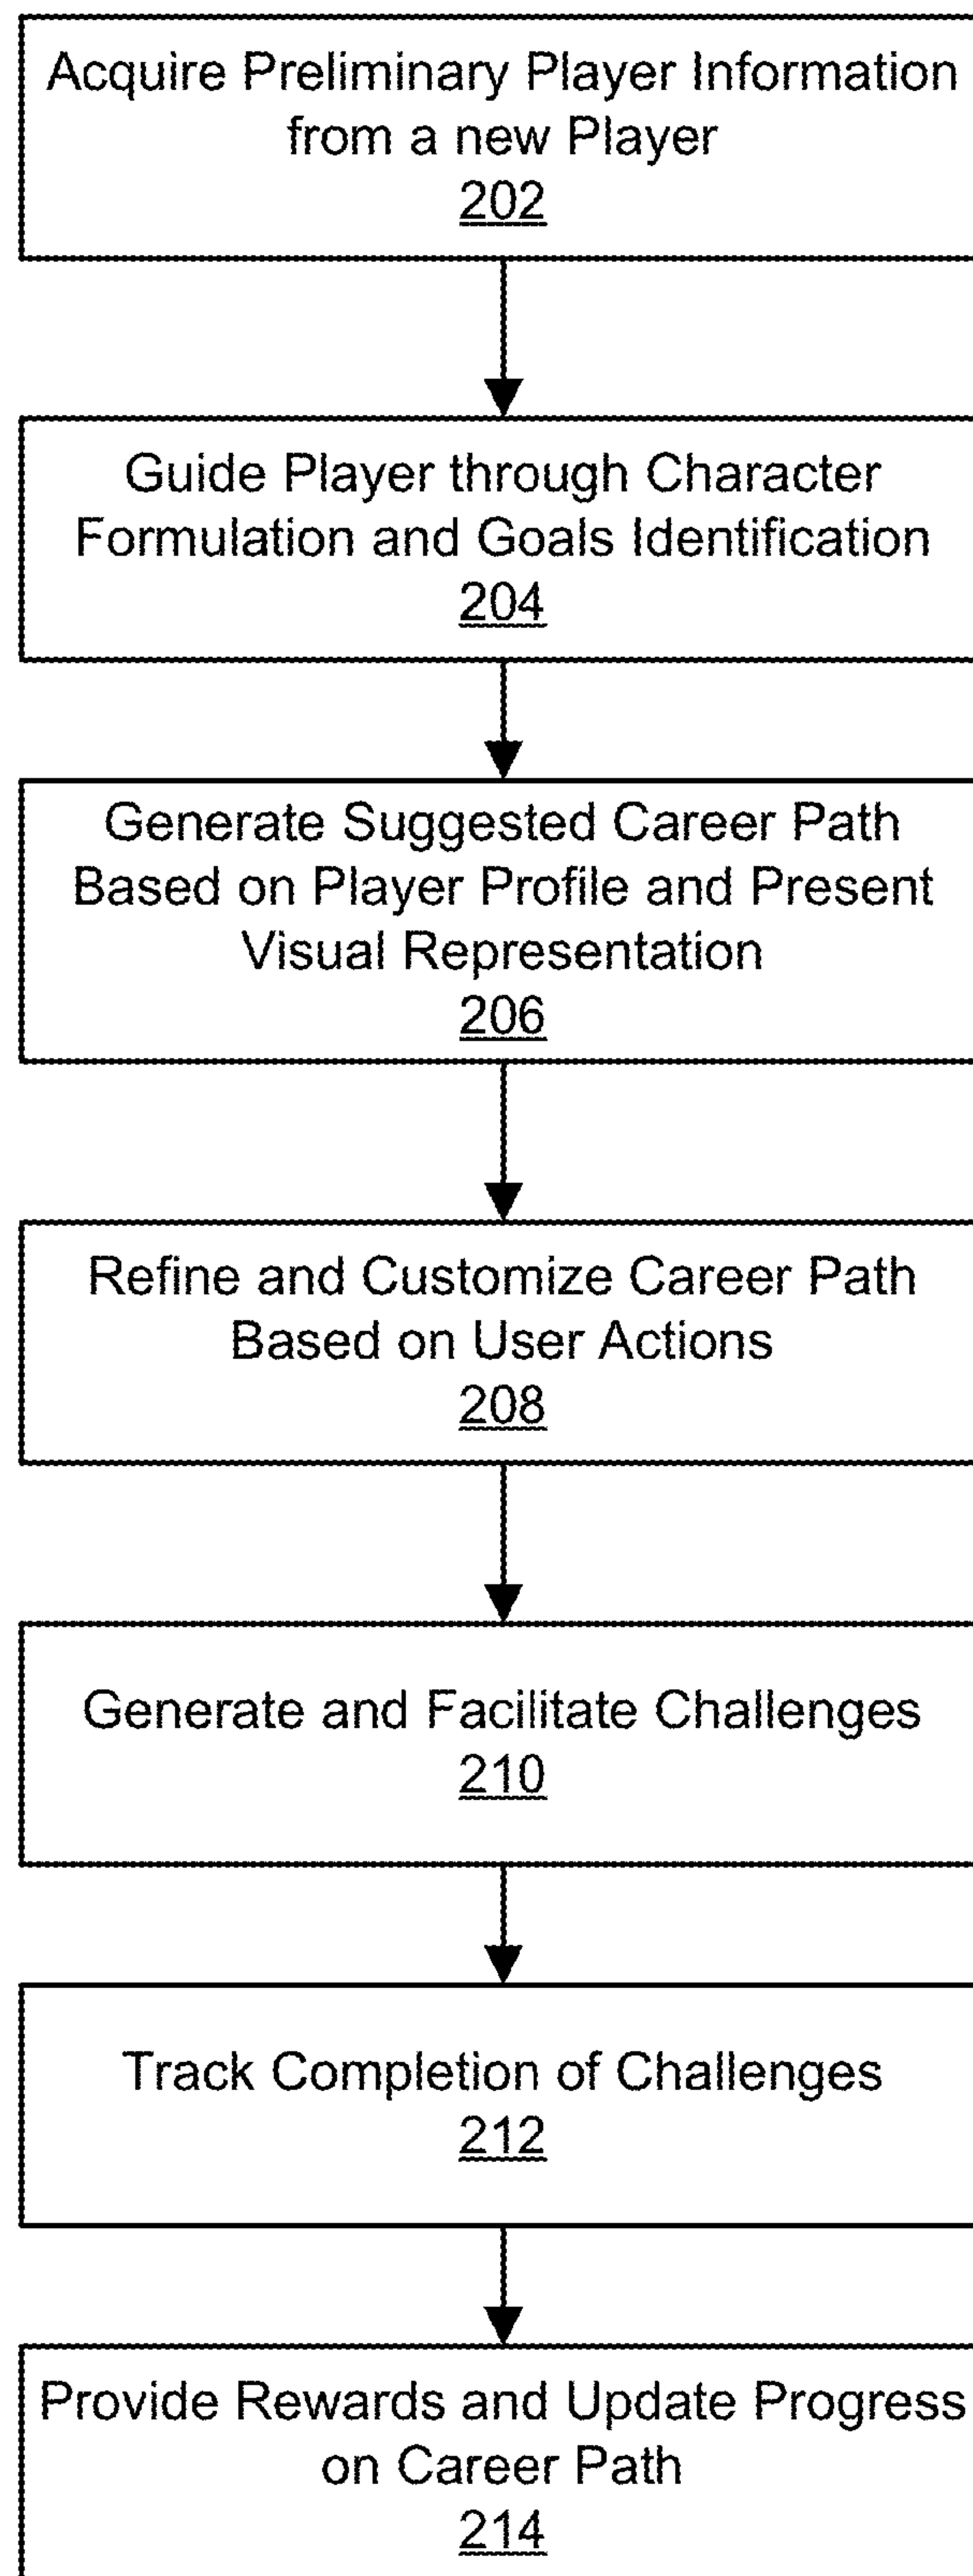 Acquire Preliminary Player Information
from a new Player
202
Guide Player through Character
Formulation and Goals Identification
204
Generate Suggested Career Path
Based on Player Profile and Present
Visual Representation
206
Refine and Customize Career Path
Based on User Actions
208
Generate and Facilitate Challenges
210
Track Completion of Challenges
212
Provide Rewards and Update Progress
on Career Path
214